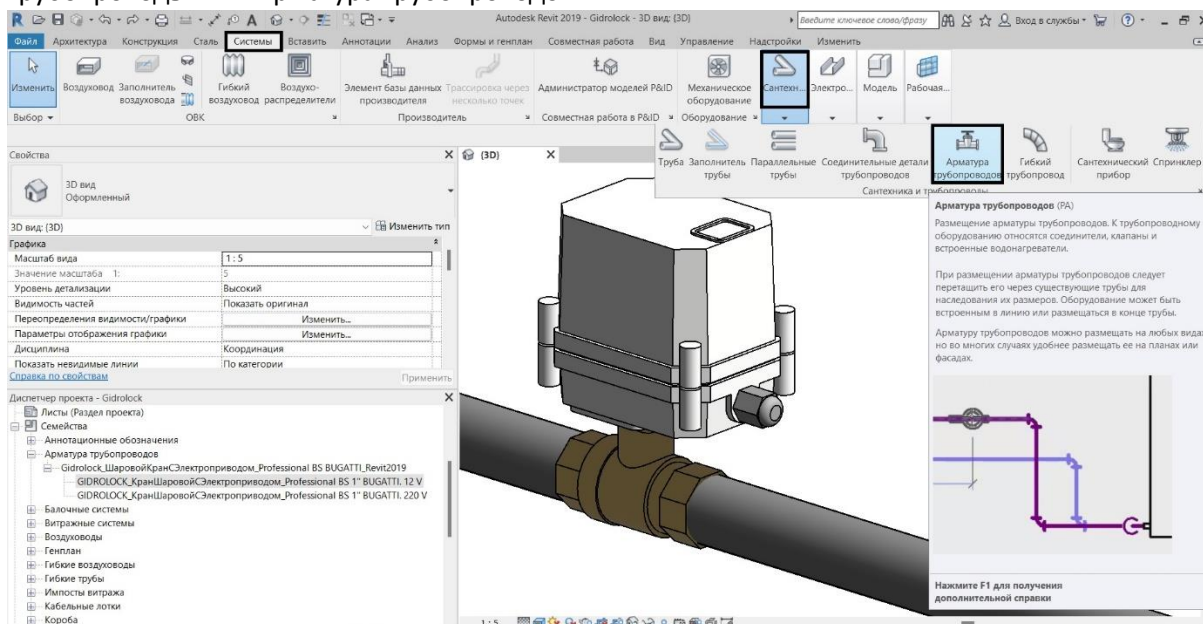 Autodesk Revit 2019 - Gidrolock - 3D вид: {3D}
Введите ключевое слово/фразу
Вход в службы
Файл Архитектура Конструкция Сталь Системы Вставить Аннотации Анализ Формы и генплан Совместная работа Вид Управление Надстройки Изменить
Изменить
Воздуховод
Заполнитель
воздуховода
Гибкий
воздуховод
Воздухо-
распределители
Элемент базы данных
производителя
Трассировка через
несколько точек
Администратор моделей P&ID
Механическое
оборудование
Сантехн...
Электро...
Модель
Рабочая...
Выбор
ОВК
Производитель
Совместная работа в P&ID
Оборудование
Труба
Заполнитель
трубы
Параллельные
трубы
Соединительные детали
трубопроводов
Арматура
трубопроводов
Гибкий
трубопровод
Сантехнический
прибор
Спринклер
Сантехника и трубопроводы
Свойства
3D вид
Оформленный
3D вид: {3D}
Изменить тип
Графика
Масштаб вида 1 : 5
Значение масштаба 1: 5
Уровень детализации Высокий
Видимость частей Показать оригинал
Переопределения видимости/графики Изменить...
Параметры отображения графики Изменить...
Дисциплина Координация
Показать невидимые линии По категории
Справка по свойствам
Применить
Диспетчер проекта - Gidrolock
Листы (Раздел проекта)
Семейства
Аннотационные обозначения
Арматура трубопроводов
Gidrolock_ШаровойКранСЭлектроприводом_Professional BS BUGATTI_Revit2019
GIDROLOCK_КранШаровойСЭлектроприводом_Professional BS 1" BUGATTI. 12 V
GIDROLOCK_КранШаровойСЭлектроприводом_Professional BS 1" BUGATTI. 220 V
Балочные системы
Витражные системы
Воздуховоды
Генплан
Гибкие воздуховоды
Гибкие трубы
Импосты витража
Кабельные лотки
Короба
{3D}
1 : 5
Арматура трубопроводов (PA)
Размещение арматуры трубопроводов. К трубопроводному
оборудованию относятся соединители, клапаны и
встроенные водонагреватели.
При размещении арматуры трубопроводов следует
перетащить его через существующие трубы для
наследования их размеров. Оборудование может быть
встроенным в линию или размещаться в конце трубы.
Арматуру трубопроводов можно размещать на любых видах
но во многих случаях удобнее размещать ее на планах или
фасадах.
Нажмите F1 для получения
дополнительной справки